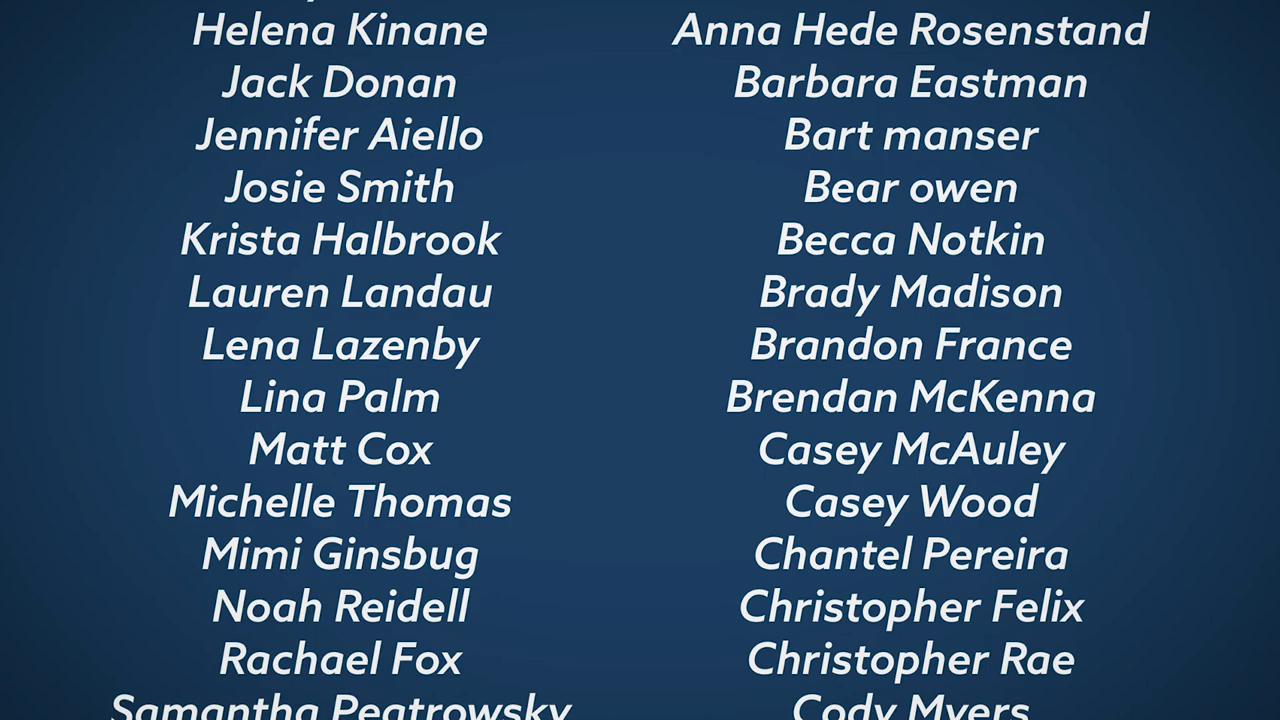 Helena Kinane
Jack Donan
Jennifer Aiello
Josie Smith
Krista Halbrook
Lauren Landau
Lena Lazenby
Lina Palm
Matt Cox
Michelle Thomas
Mimi Ginsbug
Noah Reidell
Rachael Fox
Samantha Peatrowsky
Anna Hede Rosenstand
Barbara Eastman
Bart manser
Bear owen
Becca Notkin
Brady Madison
Brandon France
Brendan McKenna
Casey McAuley
Casey Wood
Chantel Pereira
Christopher Felix
Christopher Rae
Cody Myers